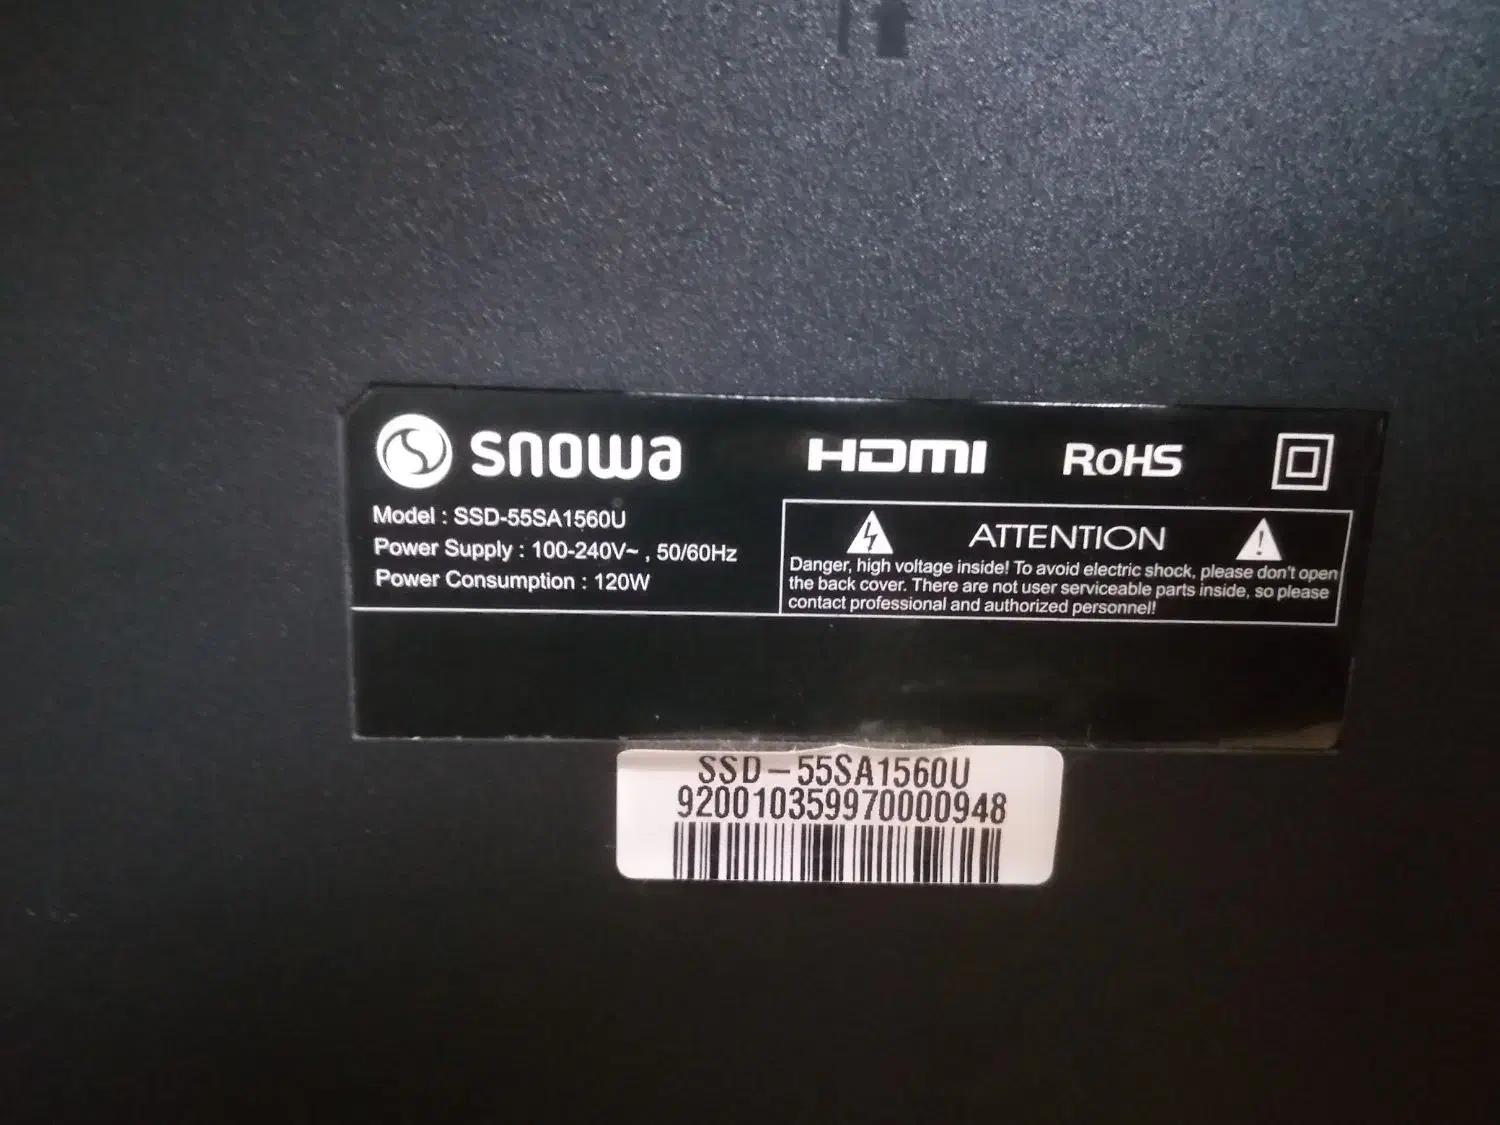 snowa HDMI RoHS
Model : SSD-55SA1560U
Power Supply : 100-240V~ , 50/60Hz
Power Consumption : 120W
ATTENTION
Danger, high voltage inside! To avoid electric shock, please don't open
the back cover. There are not user serviceable parts inside, so please
contact professional and authorized personnel!
SSD-55SA1560U
920010359970000948